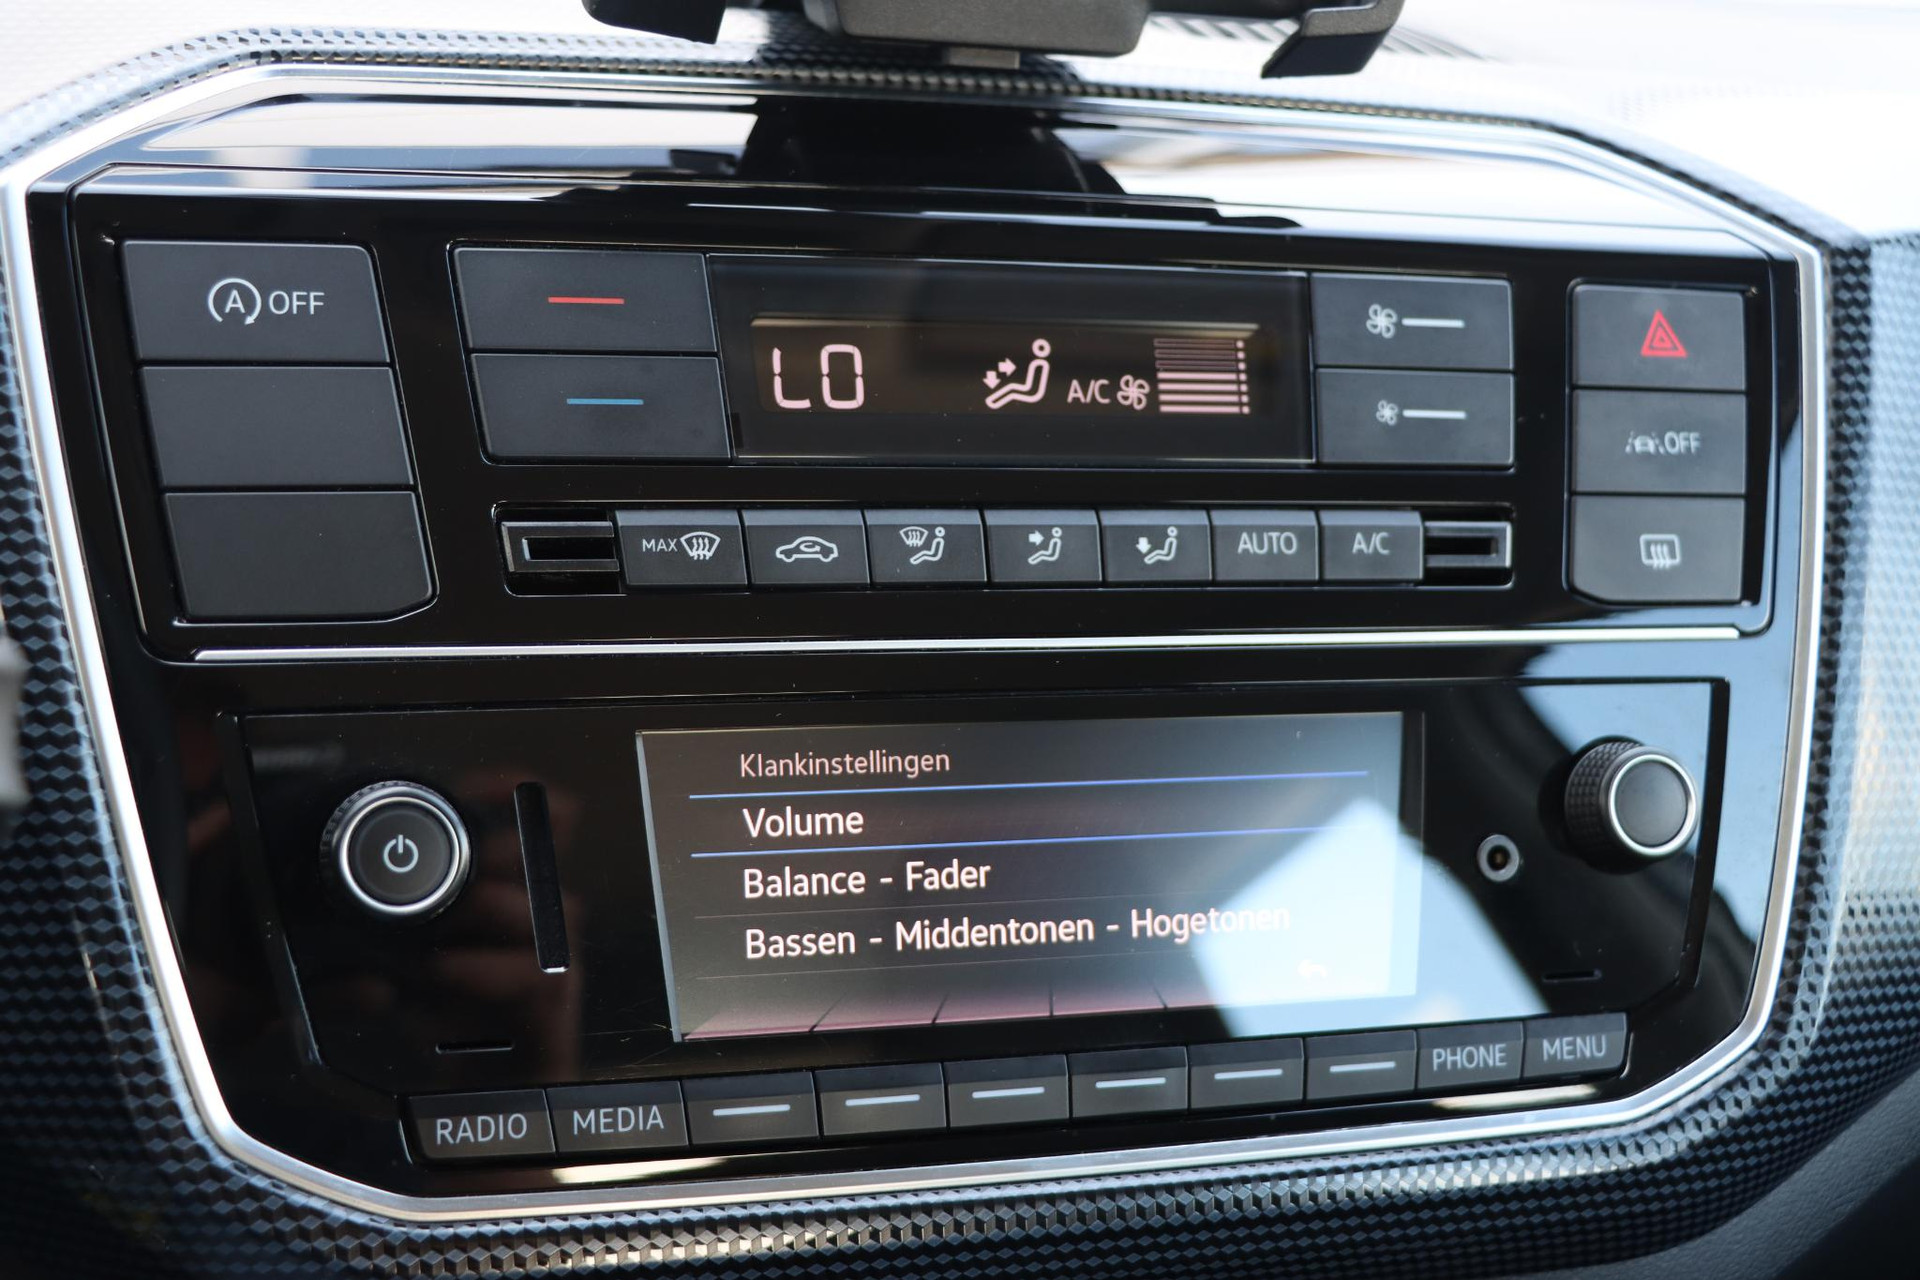 A OFF
LO A/C
OFF
MAX AUTO A/C
Klankinstellingen
Volume
Balance - Fader
Bassen - Middentonen - Hogetonen
RADIO MEDIA PHONE MENU